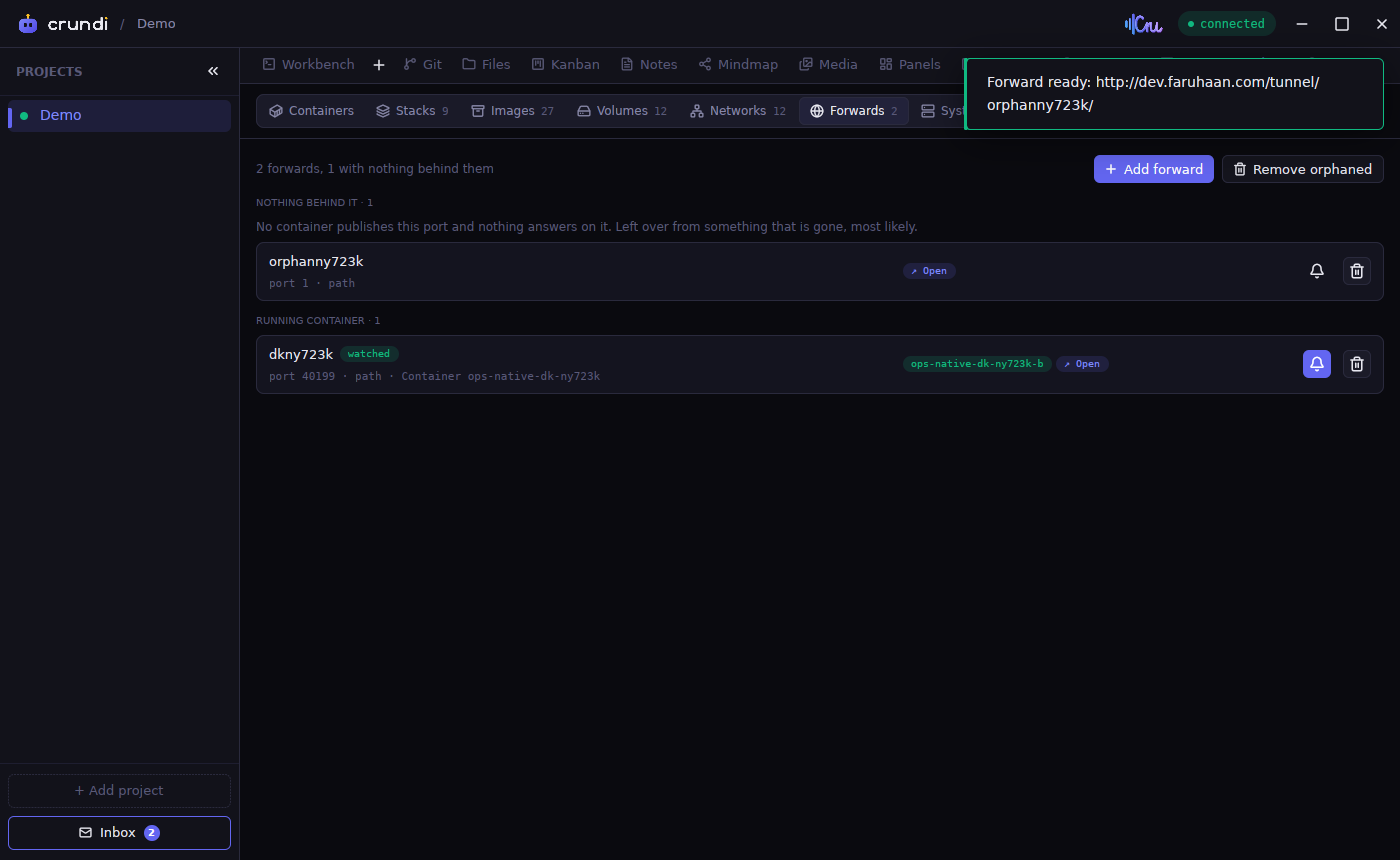 crundi / Demo
Cru
connected
PROJECTS
Workbench
Git
Files
Kanban
Notes
Mindmap
Media
Panels
Demo
Containers
Stacks 9
Images 27
Volumes 12
Networks 12
Forwards 2
Forward ready: http://dev.faruhaan.com/tunnel/
orphanny723k/
2 forwards, 1 with nothing behind them
+ Add forward
Remove orphaned
NOTHING BEHIND IT · 1
No container publishes this port and nothing answers on it. Left over from something that is gone, most likely.
orphanny723k
port 1 · path
↗ Open
RUNNING CONTAINER · 1
dkny723k watched
port 40199 · path · Container ops-native-dk-ny723k
ops-native-dk-ny723k-b ↗ Open
+ Add project
Inbox 2